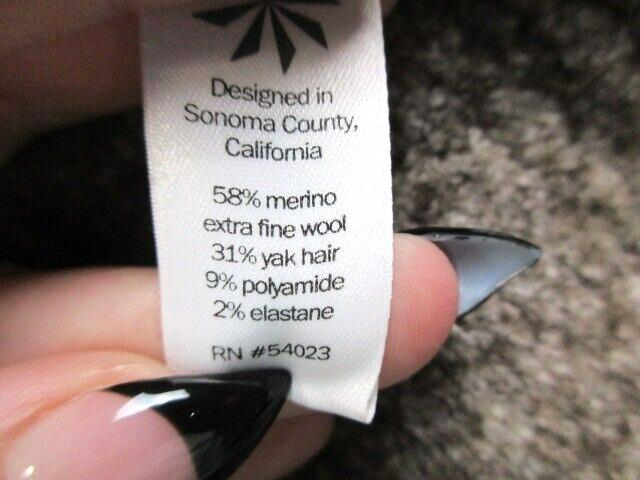 Designed in
Sonoma County,
California
58% merino
extra fine wool
31% yak hair
9% polyamide
2% elastane
RN #54023